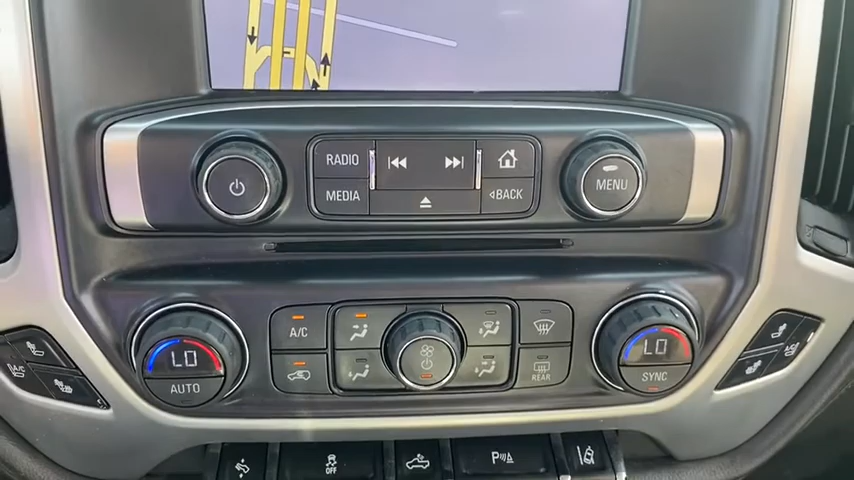 RADIO
MEDIA
BACK
MENU
A/C
LO
AUTO
REAR
LO
SYNC
OFF
P